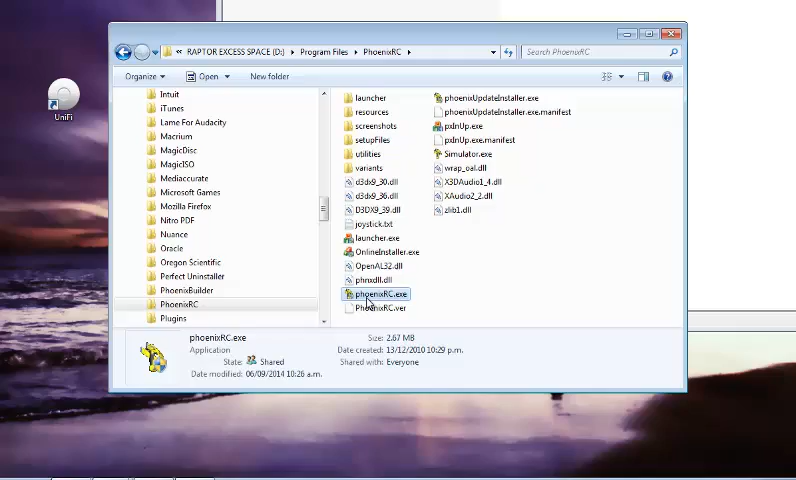 UniFi
RAPTOR EXCESS SPACE (D:) Program Files PhoenixRC
Search PhoenixRC
Organize Open New folder
Intuit
iTunes
Lame For Audacity
Macrium
MagicDisc
MagicISO
Mediaccurate
Microsoft Games
Mozilla Firefox
Nitro PDF
Nuance
Oracle
Oregon Scientific
Perfect Uninstaller
PhoenixBuilder
PhoenixRC
Plugins
launcher
resources
screenshots
setupFiles
utilities
variants
d3dx9_30.dll
d3dx9_36.dll
D3DX9_39.dll
joystick.txt
launcher.exe
OnlineInstaller.exe
OpenAL32.dll
phnxdll.dll
phoenixRC.exe
PhoenixRC.ver
phoenixUpdateInstaller.exe
phoenixUpdateInstaller.exe.manifest
pxInUp.exe
pxInUp.exe.manifest
Simulator.exe
wrap_oal.dll
X3DAudio1_4.dll
XAudio2_2.dll
zlib1.dll
phoenixRC.exe
Application
State: Shared
Date modified: 06/09/2014 10:26 a.m.
Size: 2.67 MB
Date created: 13/12/2010 10:29 p.m.
Shared with: Everyone